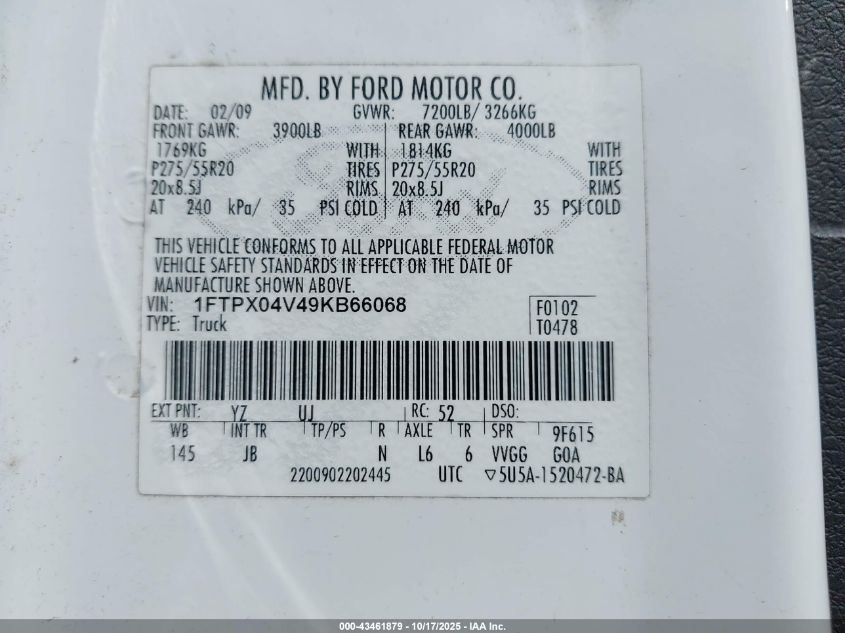 MFD. BY FORD MOTOR CO.
DATE: 02/09 GVWR: 7200LB/ 3266KG
FRONT GAWR: 3900LB REAR GAWR: 4000LB
1769KG WITH 1814KG WITH
P275/55R20 TIRES P275/55R20 TIRES
20x8.5J RIMS 20x8.5J RIMS
AT 240 kPa/ 35 PSI COLD AT 240 kPa/ 35 PSI COLD
THIS VEHICLE CONFORMS TO ALL APPLICABLE FEDERAL MOTOR
VEHICLE SAFETY STANDARDS IN EFFECT ON THE DATE OF
MANUFACTURE SHOWN ABOVE.
VIN: 1FTPX04V49KB66068 F0102
TYPE: Truck T0478
EXT PNT: YZ UJ RC: 52 DSO:
WB INT TR TP/PS R AXLE TR SPR 9F615
145 JB N L6 6 VVGG GOA
2200902202445 UTC ▽5U5A-1520472-BA
000-43461879 - 10/17/2025 - IAA Inc.